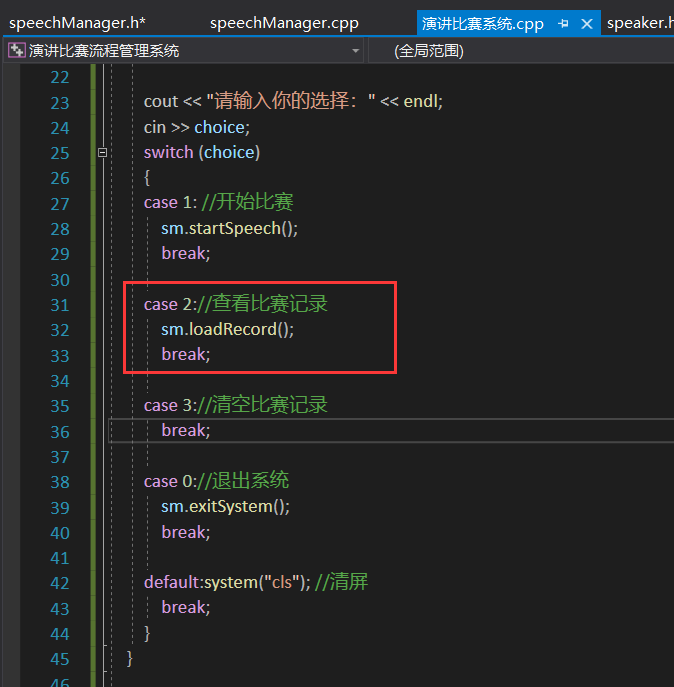 speechManager.h*
speechManager.cpp
演讲比赛系统.cpp
speaker.h
演讲比赛流程管理系统
(全局范围)
22
23 cout << "请输入你的选择：" << endl;
24 cin >> choice;
25 switch (choice)
26 {
27 case 1: //开始比赛
28 sm.startSpeech();
29 break;
30
31 case 2://查看比赛记录
32 sm.loadRecord();
33 break;
34
35 case 3://清空比赛记录
36 break;
37
38 case 0://退出系统
39 sm.exitSystem();
40 break;
41
42 default:system("cls"); //清屏
43 break;
44 }
45 }
46